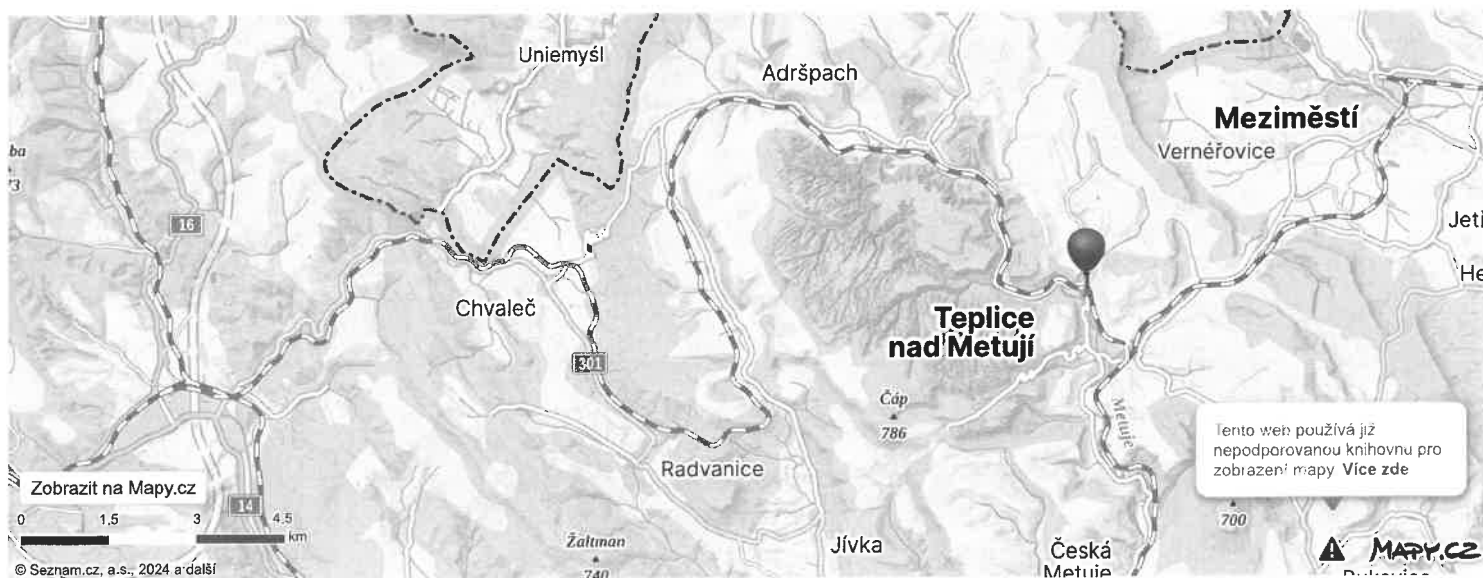 Uniemyśl
Adršpach
Meziměstí
Vernéřovice
16
Jeti
He
Chvaleč
Teplice
nad Metují
301
Čáp
786
Metuje
Radvanice
Tento web používá již
nepodporovanou knihovnu pro
zobrazení mapy. Více zde
Zobrazit na Mapy.cz
14
0 1,5 3 4,5
km
700
Žaltman
740
Jívka
Česká
Metuje
MAPY.CZ
© Seznam.cz, a.s., 2024 a další